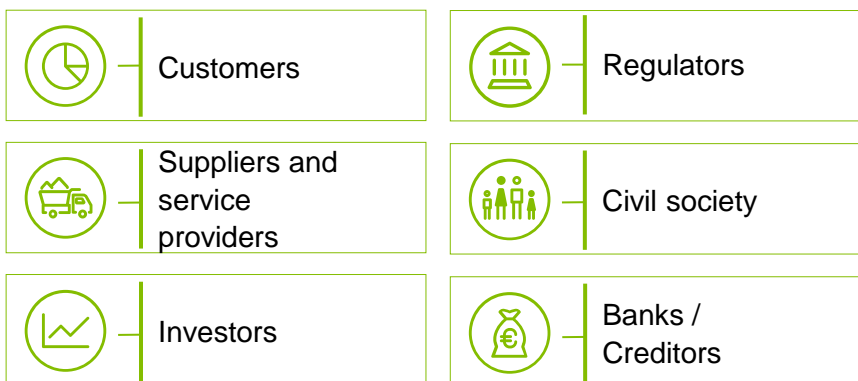 Customers
Regulators
Suppliers and
service
providers
Civil society
Investors
Banks /
Creditors
€